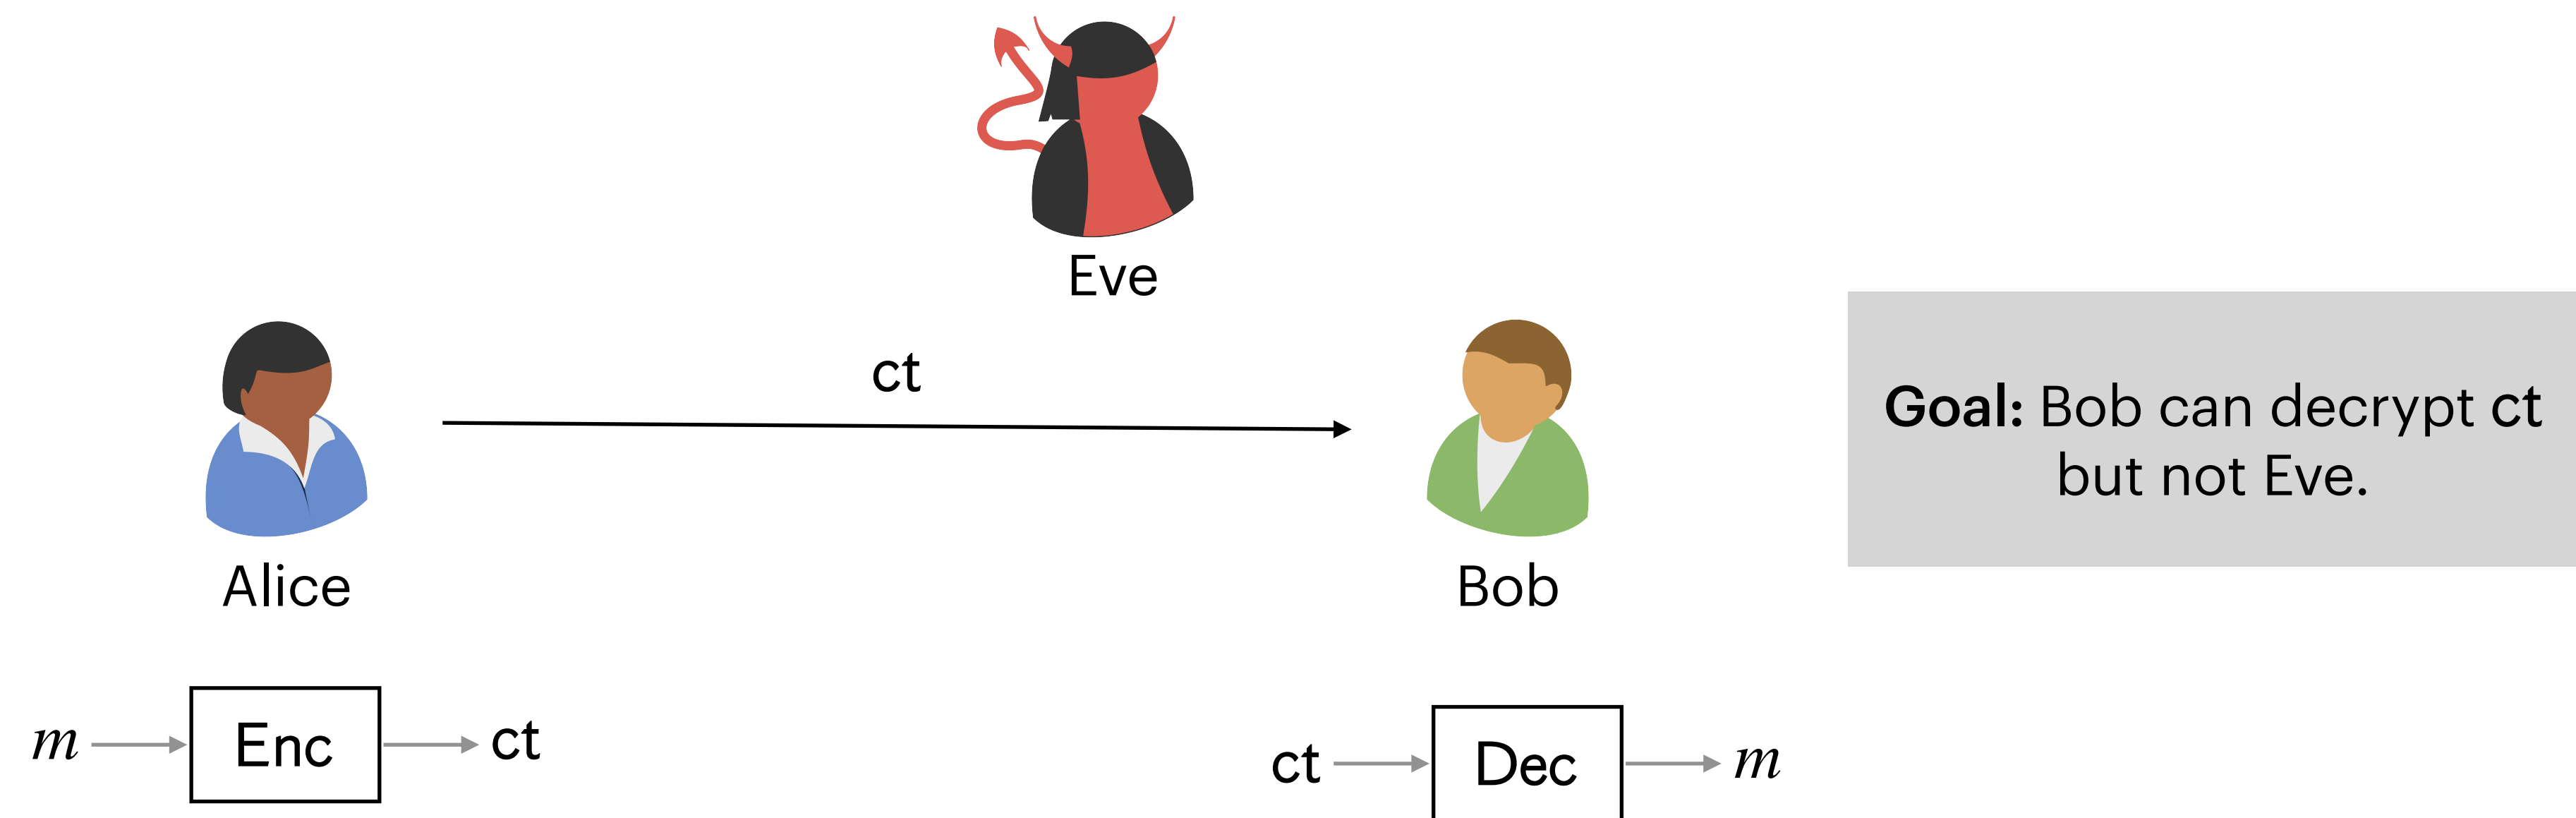 Eve
ct
Goal: Bob can decrypt ct
but not Eve.
Alice
Bob
m
Enc
ct
ct
Dec
m